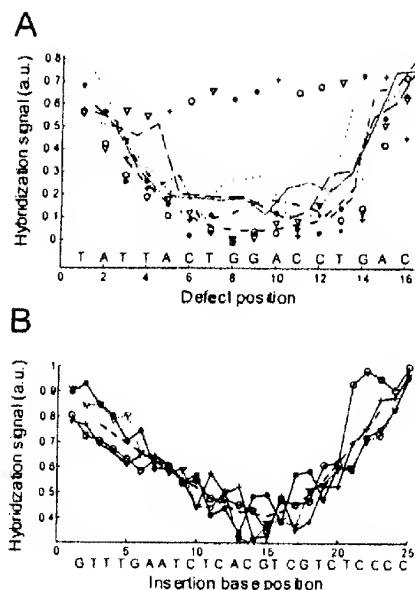 A
Hybridization signal (a.u.)
0.8
0.7
0.6
0.5
0.4
0.3
0.2
0.1
0
T A T T A C T G G A C C T G A C
0 2 4 6 8 10 12 14 16
Defect position
B
Hybridization signal (a.u.)
1
0.9
0.8
0.7
0.6
0.5
0.4
0 5 10 15 20 25
G T T T G A A T C T C A C G T C G T C T C C C C
Insertion base position